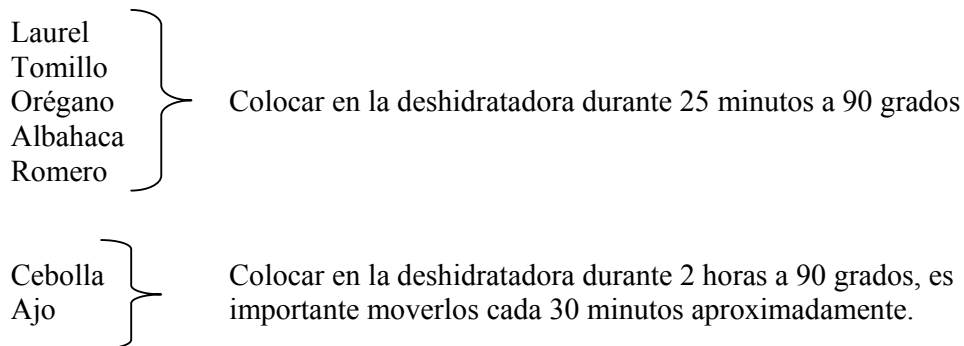 Laurel
Tomillo
Orégano
Albahaca
Romero
Colocar en la deshidratadora durante 25 minutos a 90 grados
Cebolla
Ajo
Colocar en la deshidratadora durante 2 horas a 90 grados, es
importante moverlos cada 30 minutos aproximadamente.